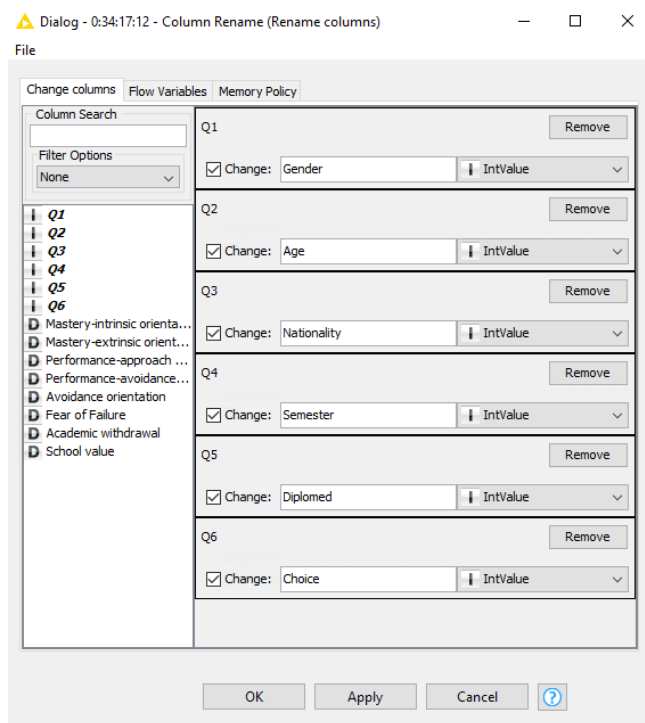 Dialog - 0:34:17:12 - Column Rename (Rename columns)
File
Change columns Flow Variables Memory Policy
Column Search
Filter Options
None
Q1
Q2
Q3
Q4
Q5
Q6
Mastery-intrinsic orienta...
Mastery-extrinsic orient...
Performance-approach ...
Performance-avoidance...
Avoidance orientation
Fear of Failure
Academic withdrawal
School value
Q1 Remove
Change: Gender IntValue
Q2 Remove
Change: Age IntValue
Q3 Remove
Change: Nationality IntValue
Q4 Remove
Change: Semester IntValue
Q5 Remove
Change: Diplomed IntValue
Q6 Remove
Change: Choice IntValue
OK Apply Cancel ?